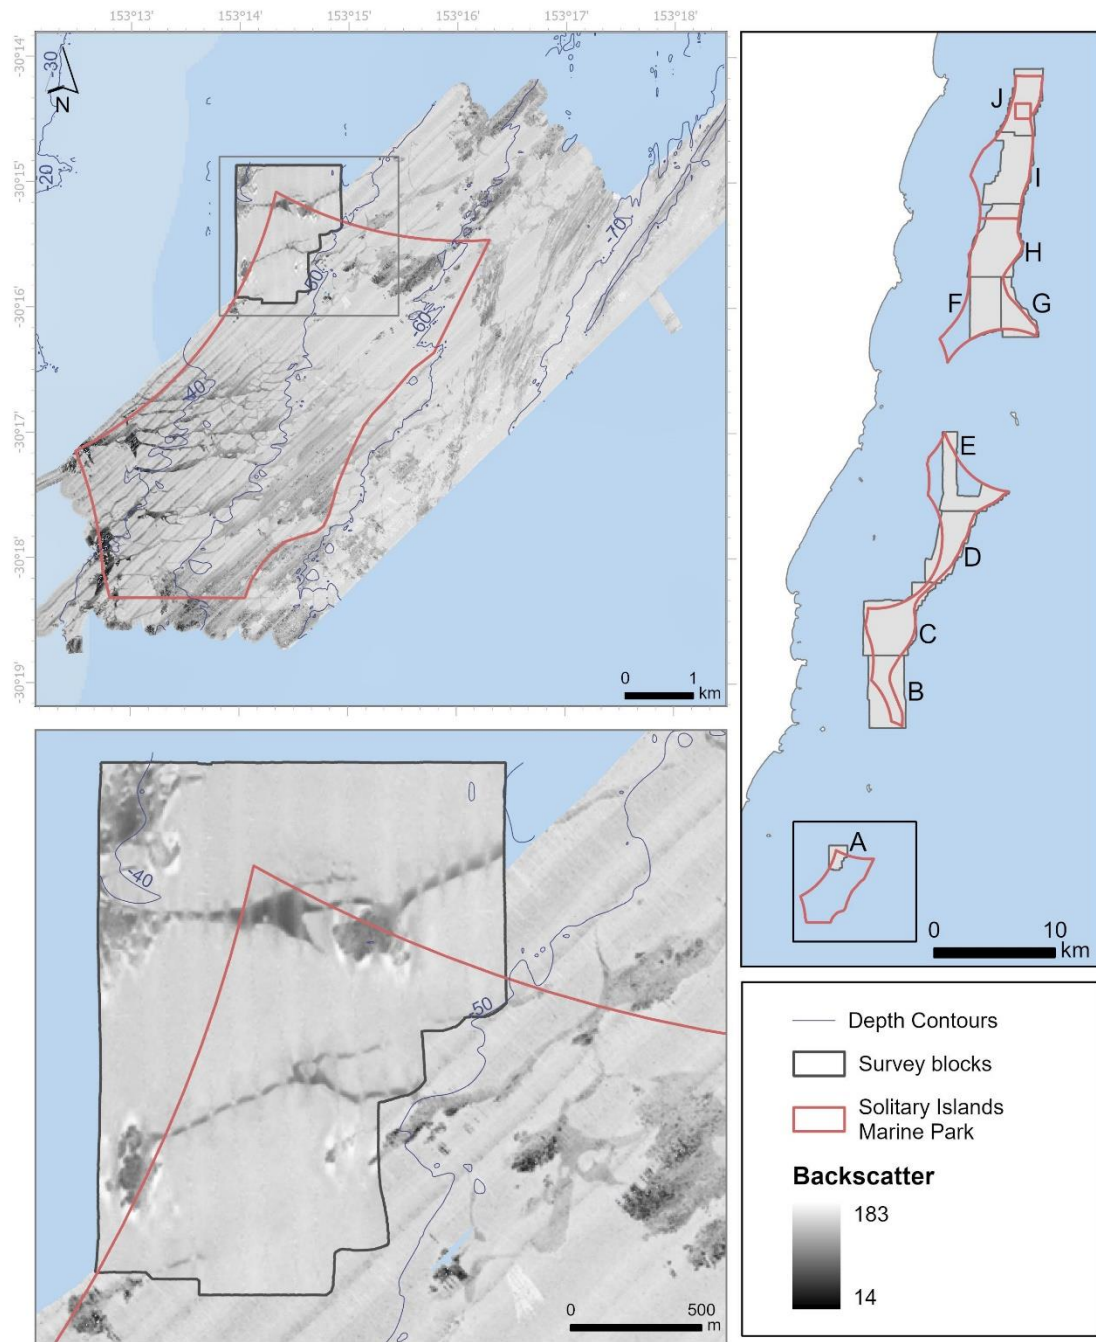 153°13' 153°14' 153°15' 153°16' 153°17' 153°18'
-30°14'
-30°15'
-30°16'
-30°17'
-30°18'
-30°19'
-30
N
-20
-70
-50
-60
-40
0 1
km
-40
-50
0 500
m
J
I
H
F G
E
D
C
B
A
0 10
km
Depth Contours
Survey blocks
Solitary Islands
Marine Park
Backscatter
183
14